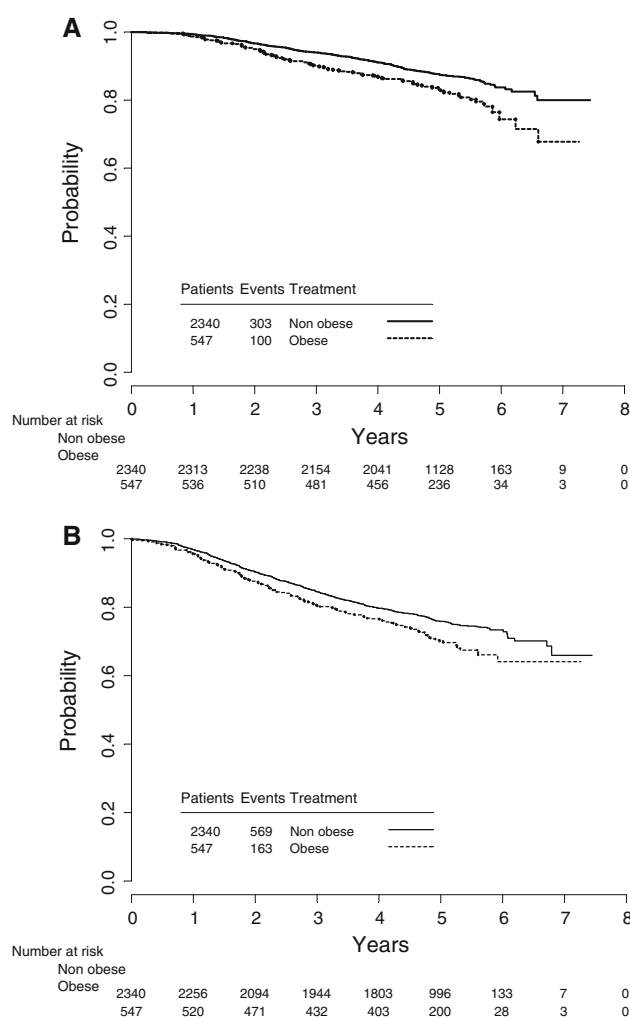 A
1.0
0.8
0.6
0.4
0.2
0.0
Probability
Patients Events Treatment
2340 303 Non obese
547 100 Obese
0 1 2 3 4 5 6 7 8
Years
Number at risk
Non obese
Obese
2340 2313 2238 2154 2041 1128 163 9 0
547 536 510 481 456 236 34 3 0
B
1.0
0.8
0.6
0.4
0.2
0.0
Probability
Patients Events Treatment
2340 569 Non obese
547 163 Obese
0 1 2 3 4 5 6 7 8
Years
Number at risk
Non obese
Obese
2340 2256 2094 1944 1803 996 133 7 0
547 520 471 432 403 200 28 3 0